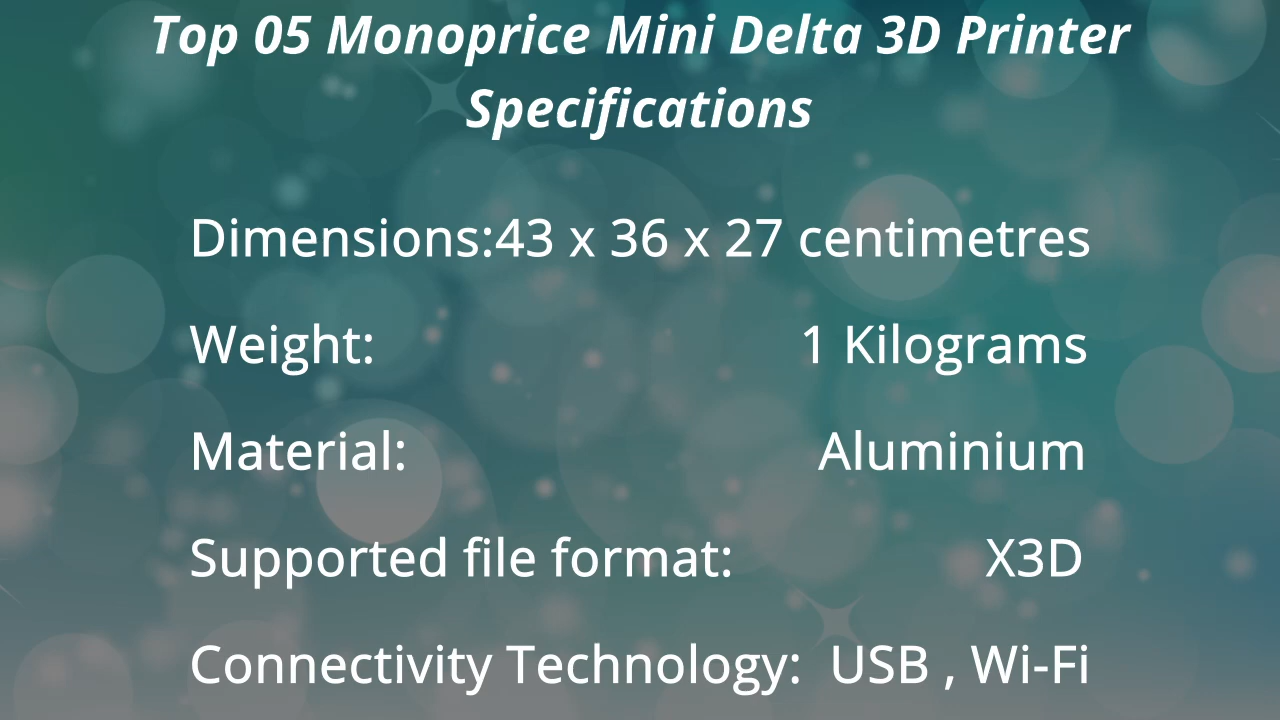 Top 05 Monoprice Mini Delta 3D Printer
Specifications
Dimensions:43 x 36 x 27 centimetres
Weight: 1 Kilograms
Material: Aluminium
Supported file format: X3D
Connectivity Technology: USB , Wi-Fi